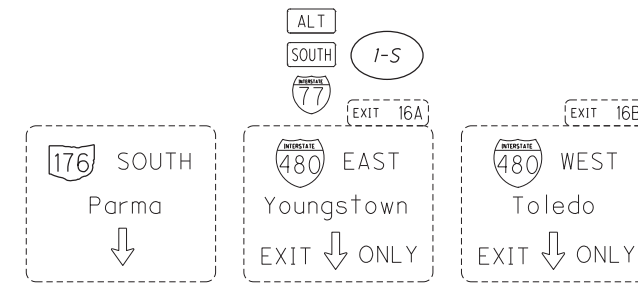 ALT
SOUTH
1-S
INTERSTATE
77
EXIT 16A
EXIT 16B
176 SOUTH
Parma
INTERSTATE
480 EAST
Youngstown
EXIT ONLY
INTERSTATE
480 WEST
Toledo
EXIT ONLY